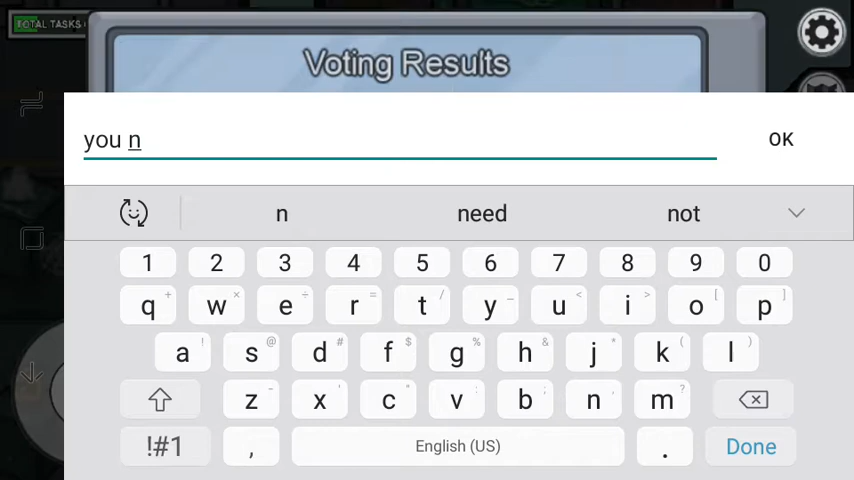 TOTAL TASKS
Voting Results
you n
OK
n need not
1 2 3 4 5 6 7 8 9 0
q + w × e ÷ r = t / y _ u < i > o [ p ]
a ! s @ d # f $ g % h & j * k ( l )
z - x ' c " v : b ; n , m ?
!#1 , English (US) . Done